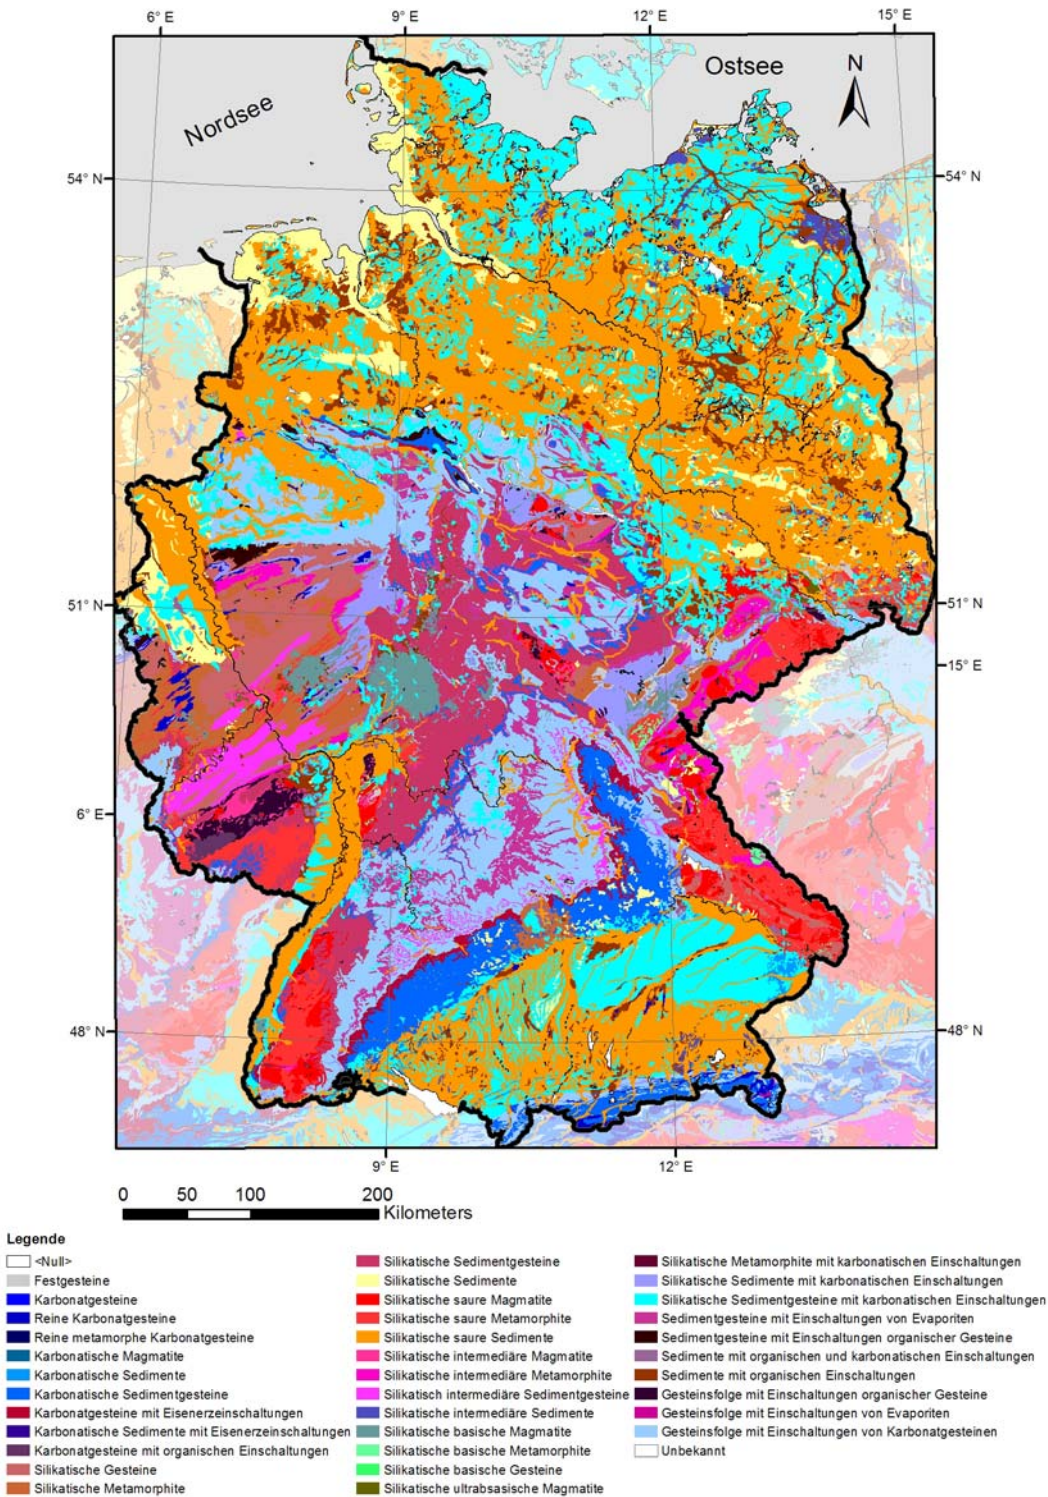 6° E
9° E
12° E
15° E
Nordsee
Ostsee
N
54° N
54° N
51° N
51° N
15° E
6° E
48° N
48° N
9° E
12° E
0
50
100
200
Kilometers
Legende
<Null>
Festgesteine
Karbonatgesteine
Reine Karbonatgesteine
Reine metamorphe Karbonatgesteine
Karbonatische Magmatite
Karbonatische Sedimente
Karbonatische Sedimentgesteine
Karbonatgesteine mit Eisenerzeinschaltungen
Karbonatische Sedimente mit Eisenerzeinschaltungen
Karbonatgesteine mit organischen Einschaltungen
Silikatische Gesteine
Silikatische Metamorphite
Silikatische Sedimentgesteine
Silikatische Sedimente
Silikatische saure Magmatite
Silikatische saure Metamorphite
Silikatische saure Sedimente
Silikatische intermediäre Magmatite
Silikatische intermediäre Metamorphite
Silikatisch intermediäre Sedimentgesteine
Silikatische intermediäre Sedimente
Silikatische basische Magmatite
Silikatische basische Metamorphite
Silikatische basische Gesteine
Silikatische ultrabsasische Magmatite
Silikatische Metamorphite mit karbonatischen Einschaltungen
Silikatische Sedimente mit karbonatischen Einschaltungen
Silikatische Sedimentgesteine mit karbonatischen Einschaltungen
Sedimentgesteine mit Einschaltungen von Evaporiten
Sedimentgesteine mit Einschaltungen organischer Gesteine
Sedimente mit organischen und karbonatischen Einschaltungen
Sedimente mit organischen Einschaltungen
Gesteinsfolge mit Einschaltungen organischer Gesteine
Gesteinsfolge mit Einschaltungen von Evaporiten
Gesteinsfolge mit Einschaltungen von Karbonatgesteinen
Unbekannt